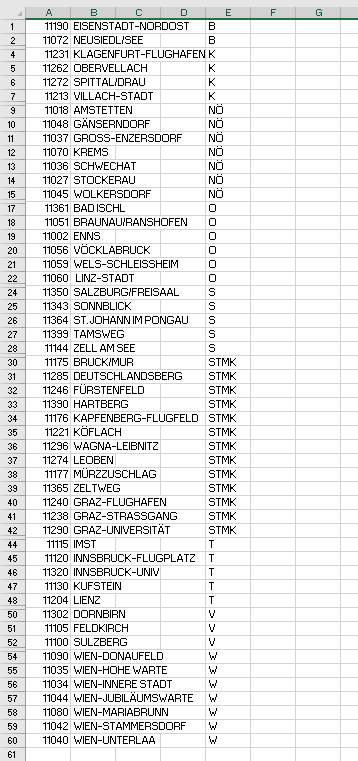 A B C D E F G
1 11190 EISENSTADT-NORDOST B
2 11072 NEUSIEDL/SEE B
4 11231 KLAGENFURT-FLUGHAFEN K
5 11262 OBERVELLACH K
6 11272 SPITTAL/DRAU K
7 11213 VILLACH-STADT K
9 11018 AMSTETTEN NÖ
10 11048 GÄNSERNDORF NÖ
11 11037 GROSS-ENZERSDORF NÖ
12 11070 KREMS NÖ
13 11036 SCHWECHAT NÖ
14 11027 STOCKERAU NÖ
15 11045 WOLKERSDORF NÖ
17 11361 BAD ISCHL O
18 11051 BRAUNAU/RANSHOFEN O
19 11002 ENNS O
20 11056 VÖCKLABRUCK O
21 11059 WELS-SCHLEISSHEIM O
22 11060 LINZ-STADT O
24 11350 SALZBURG/FREISAAL S
25 11343 SONNBLICK S
26 11364 ST.JOHANN IM PONGAU S
27 11399 TAMSWEG S
28 11144 ZELL AM SEE S
30 11175 BRUCK/MUR STMK
31 11285 DEUTSCHLANDSBERG STMK
32 11246 FÜRSTENFELD STMK
33 11390 HARTBERG STMK
34 11176 KAPFENBERG-FLUGFELD STMK
35 11221 KÖFLACH STMK
36 11296 WAGNA-LEIBNITZ STMK
37 11274 LEOBEN STMK
38 11177 MÜRZZUSCHLAG STMK
39 11365 ZELTWEG STMK
40 11240 GRAZ-FLUGHAFEN STMK
41 11238 GRAZ-STRASSGANG STMK
42 11290 GRAZ-UNIVERSITÄT STMK
44 11115 IMST T
45 11120 INNSBRUCK-FLUGPLATZ T
46 11320 INNSBRUCK-UNIV T
47 11130 KUFSTEIN T
48 11204 LIENZ T
50 11302 DORNBIRN V
51 11105 FELDKIRCH V
52 11100 SULZBERG V
54 11090 WIEN-DONAUFELD W
55 11035 WIEN-HOHE WARTE W
56 11034 WIEN-INNERE STADT W
57 11044 WIEN-JUBILÄUMSWARTE W
58 11080 WIEN-MARIABRUNN W
59 11042 WIEN-STAMMERSDORF W
60 11040 WIEN-UNTERLAA W
61